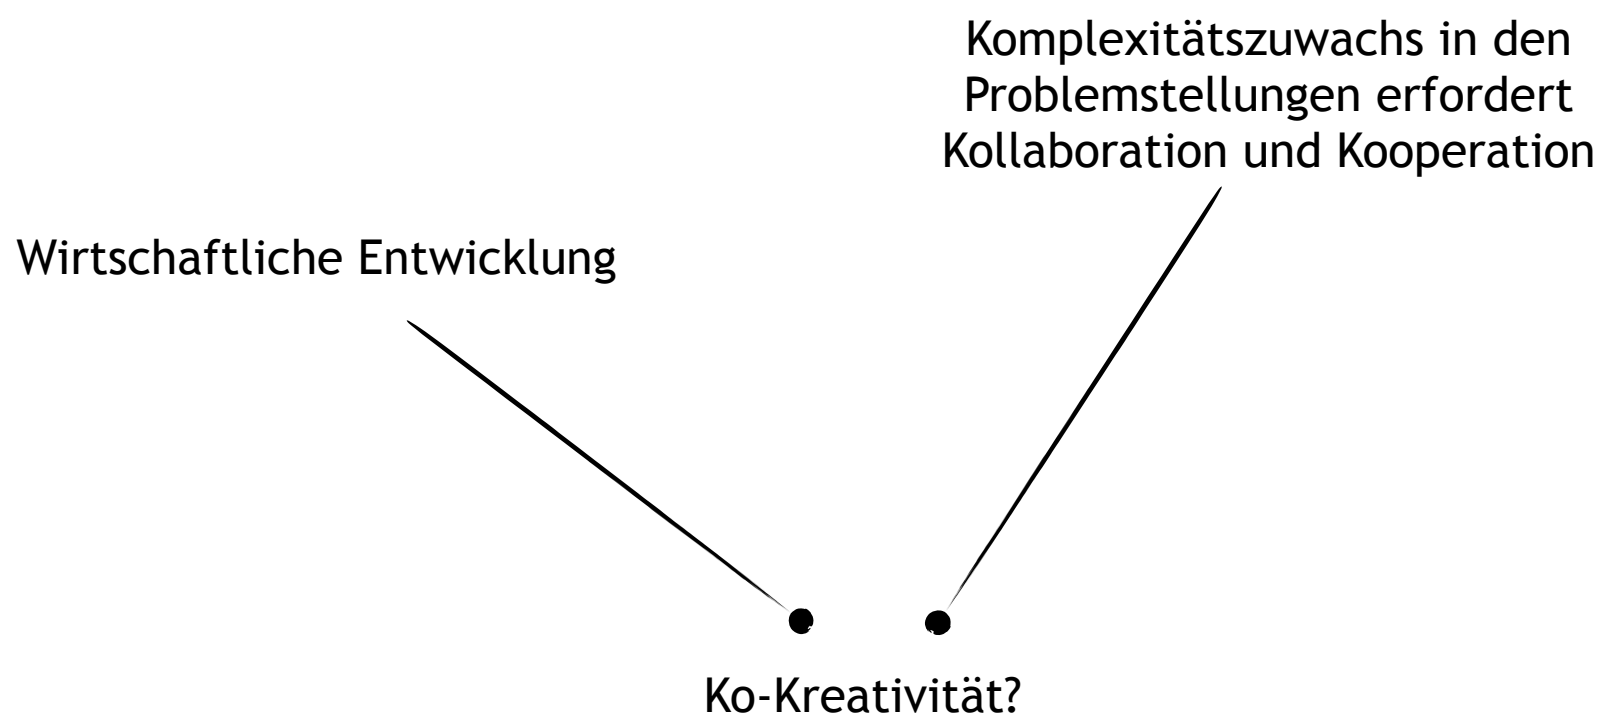 Komplexitätszuwachs in den
Problemstellungen erfordert
Kollaboration und Kooperation
Wirtschaftliche Entwicklung
Ko-Kreativität?